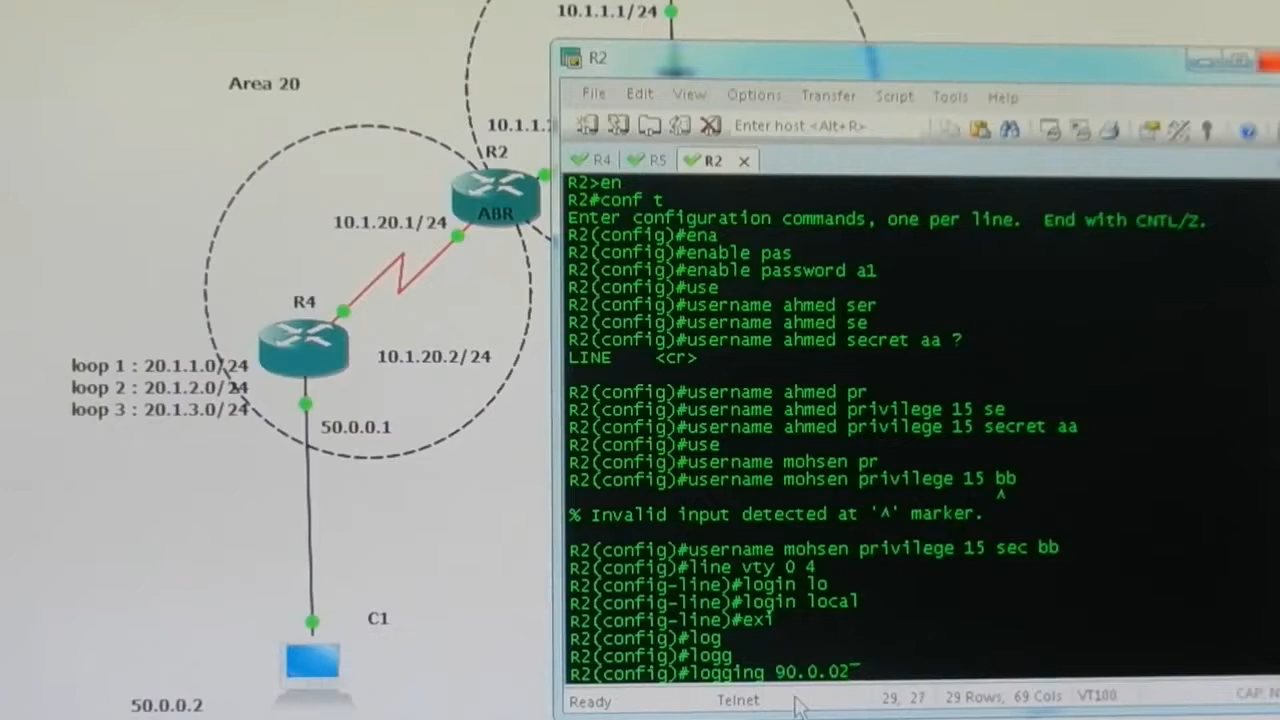 10.1.1.1/24
Area 20
10.1.1.
R2
ABR
10.1.20.1/24
R4
10.1.20.2/24
loop 1 : 20.1.1.0/24
loop 2 : 20.1.2.0/24
loop 3 : 20.1.3.0/24
50.0.0.1
C1
50.0.0.2
R2
File Edit View Options Transfer Script Tools Help
Enter host <Alt+R>
R4 R5 R2
R2>en
R2#conf t
Enter configuration commands, one per line. End with CNTL/Z.
R2(config)#ena
R2(config)#enable pas
R2(config)#enable password a1
R2(config)#use
R2(config)#username ahmed ser
R2(config)#username ahmed se
R2(config)#username ahmed secret aa ?
LINE <cr>
R2(config)#username ahmed pr
R2(config)#username ahmed privilege 15 se
R2(config)#username ahmed privilege 15 secret aa
R2(config)#use
R2(config)#username mohsen pr
R2(config)#username mohsen privilege 15 bb
^
% Invalid input detected at '^' marker.
R2(config)#username mohsen privilege 15 sec bb
R2(config)#line vty 0 4
R2(config-line)#login lo
R2(config-line)#login local
R2(config-line)#exi
R2(config)#log
R2(config)#logg
R2(config)#logging 90.0.02
Ready Telnet 29, 27 29 Rows, 69 Cols VT100 CAP